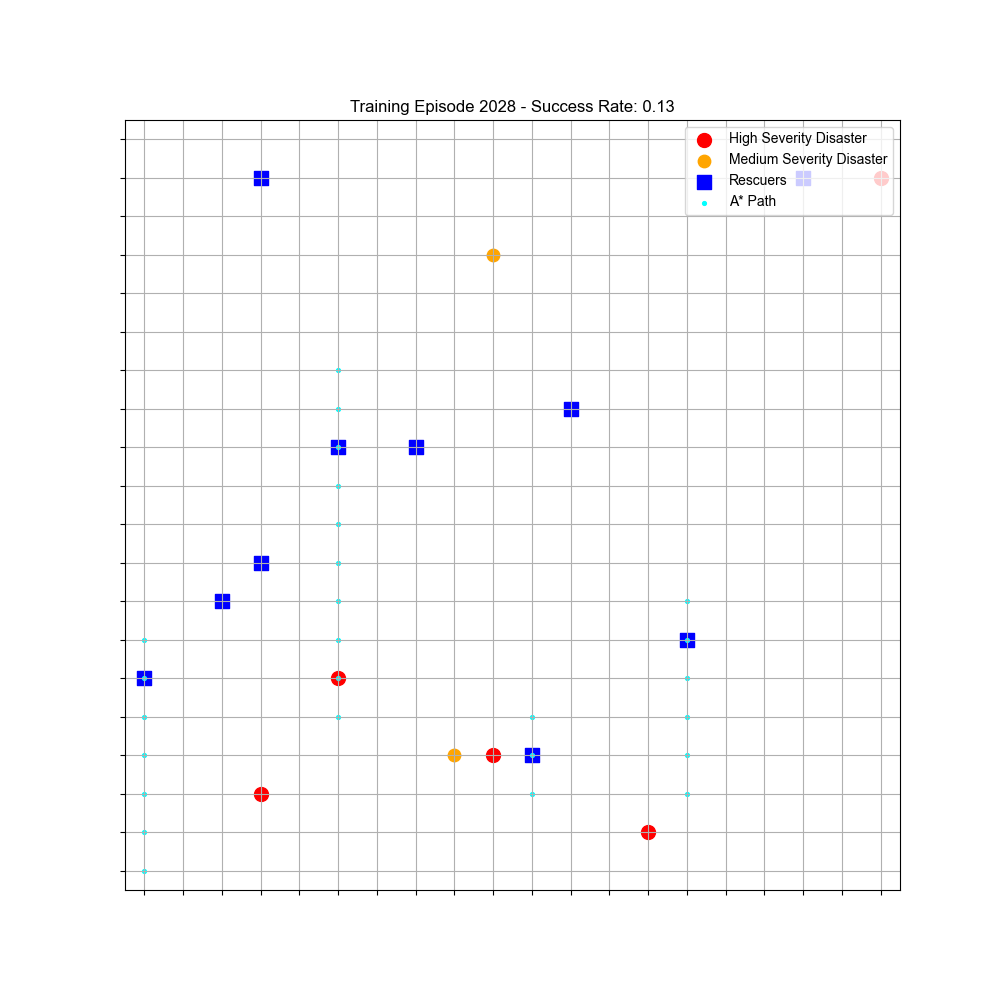 Training Episode 2028 - Success Rate: 0.13
High Severity Disaster
Medium Severity Disaster
Rescuers
A* Path